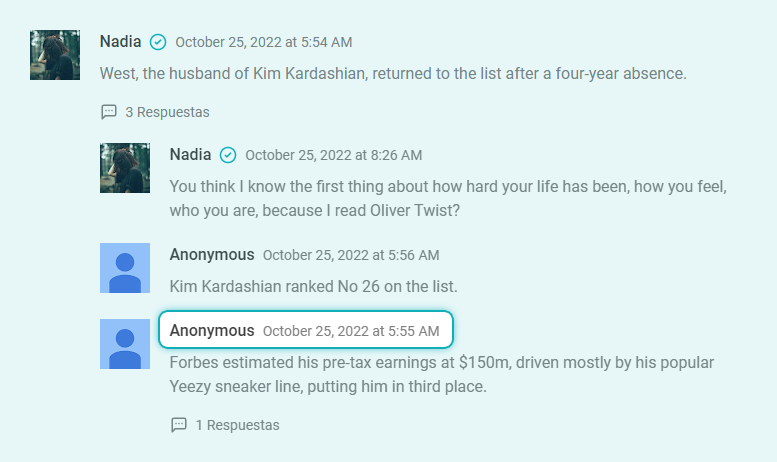 Nadia October 25, 2022 at 5:54 AM
West, the husband of Kim Kardashian, returned to the list after a four-year absence.
3 Respuestas
Nadia October 25, 2022 at 8:26 AM
You think I know the first thing about how hard your life has been, how you feel,
who you are, because I read Oliver Twist?
Anonymous October 25, 2022 at 5:56 AM
Kim Kardashian ranked No 26 on the list.
Anonymous October 25, 2022 at 5:55 AM
Forbes estimated his pre-tax earnings at $150m, driven mostly by his popular
Yeezy sneaker line, putting him in third place.
1 Respuestas